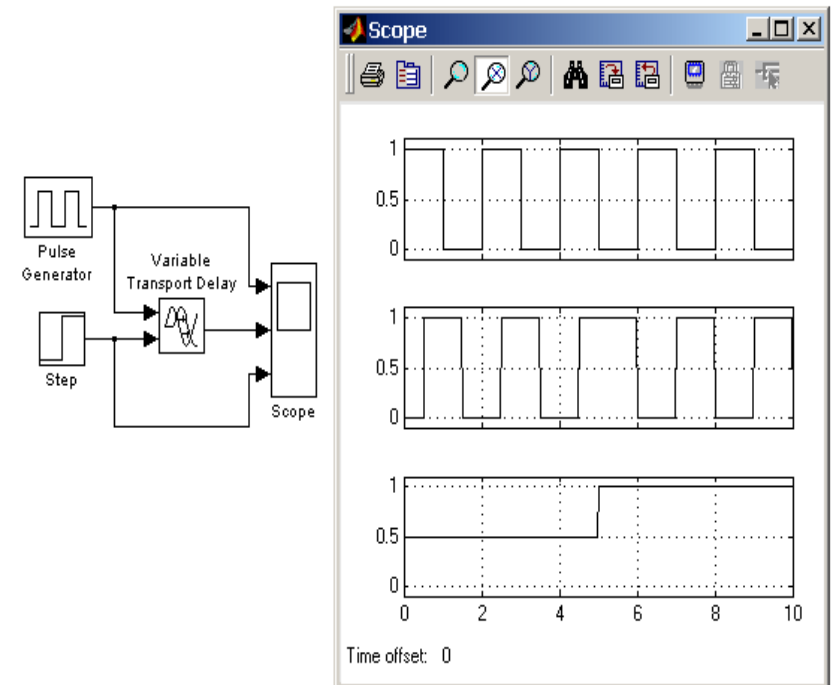 Scope
1
0.5
0
1
0.5
0
1
0.5
0
0 2 4 6 8 10
Time offset: 0
Pulse
Generator
Variable
Transport Delay
Step
Scope